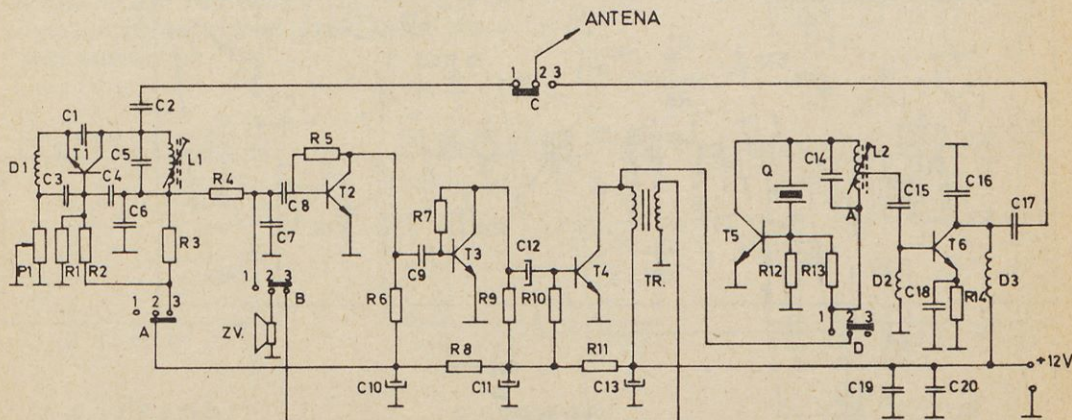 ANTENA
1 2 3
C
C2
C1
T1
D1
C5
L1
C3
C4
C6
R4
R5
C8
T2
C7
P1
R1
R2
R3
1 2 3
A
1 2 3
B
ZV.
R6
R7
C9
T3
C12
R9
R10
T4
TR.
C10
R8
C11
R11
C13
Q
C14
L2
A
T5
R12
R13
1 2 3
D
C15
C16
C17
T6
D2
C18
R14
D3
C19
C20
+12V